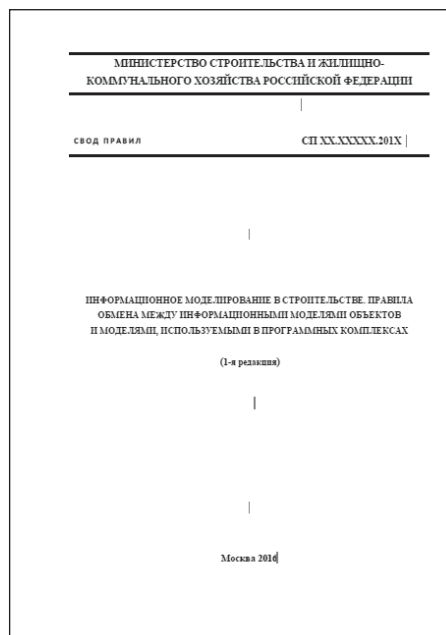 МИНИСТЕРСТВО СТРОИТЕЛЬСТВА И ЖИЛИЩНО-
КОММУНАЛЬНОГО ХОЗЯЙСТВА РОССИЙСКОЙ ФЕДЕРАЦИИ
СВОД ПРАВИЛ СП XX.XXXXX.201X
ИНФОРМАЦИОННОЕ МОДЕЛИРОВАНИЕ В СТРОИТЕЛЬСТВЕ. ПРАВИЛА
ОБМЕНА МЕЖДУ ИНФОРМАЦИОННЫМИ МОДЕЛЯМИ ОБЪЕКТОВ
И МОДЕЛЯМИ, ИСПОЛЬЗУЕМЫМИ В ПРОГРАММНЫХ КОМПЛЕКСАХ
(1-я редакция)
Москва 2016